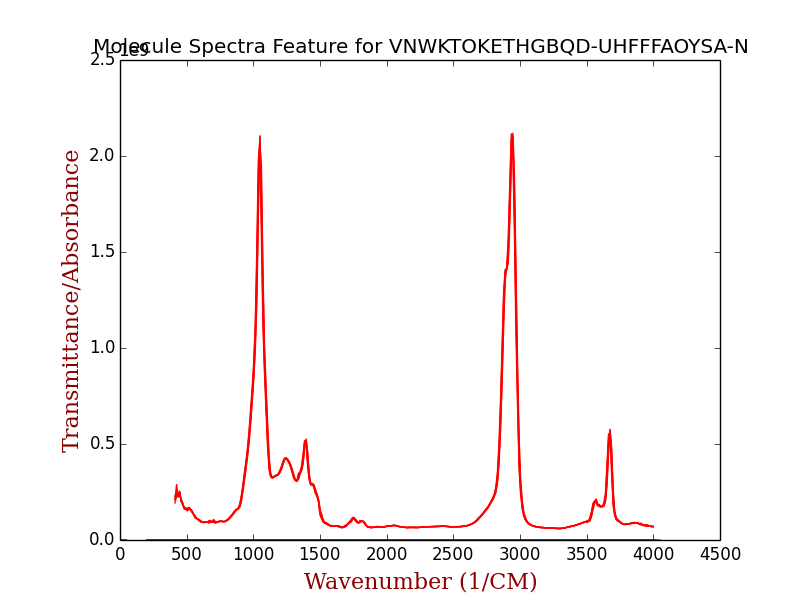 Molecule Spectra Feature for VNWKTOKETHGBQD-UHFFFAOYSA-N
1e9
2.5
2.0
1.5
1.0
0.5
0.0
Transmittance/Absorbance
0 500 1000 1500 2000 2500 3000 3500 4000 4500
Wavenumber (1/CM)